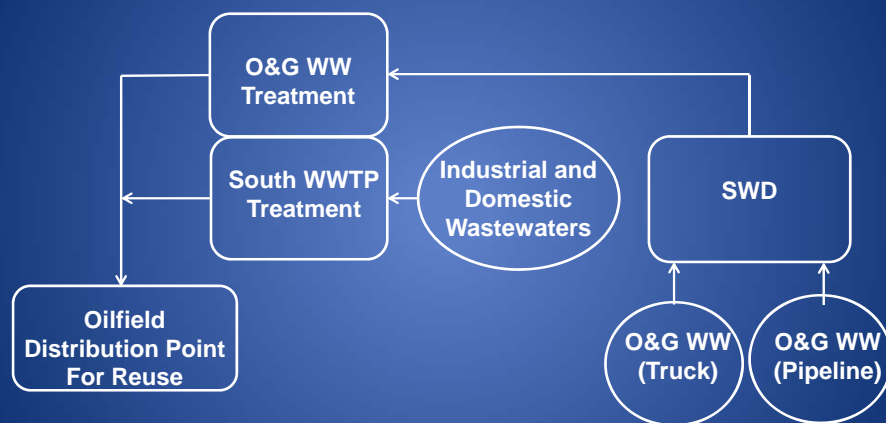 O&G WW
Treatment
South WWTP
Treatment
Industrial and
Domestic
Wastewaters
SWD
Oilfield
Distribution Point
For Reuse
O&G WW
(Truck)
O&G WW
(Pipeline)